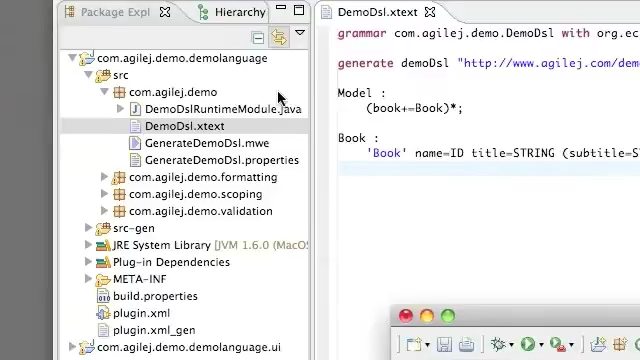 Package Expl
Hierarchy
com.agilej.demo.demolanguage
src
com.agilej.demo
DemoDslRuntimeModule.java
DemoDsl.xtext
GenerateDemoDsl.mwe
GenerateDemoDsl.properties
com.agilej.demo.formatting
com.agilej.demo.scoping
com.agilej.demo.validation
src-gen
JRE System Library [JVM 1.6.0 (MacOS
Plug-in Dependencies
META-INF
build.properties
plugin.xml
plugin.xml_gen
com.agilej.demo.demolanguage.ui
DemoDsl.xtext
grammar com.agilej.demo.DemoDsl with org.ec
generate demoDsl "http://www.agilej.com/demo
Model :
(book+=Book)*;
Book :
'Book' name=ID title=STRING (subtitle=S